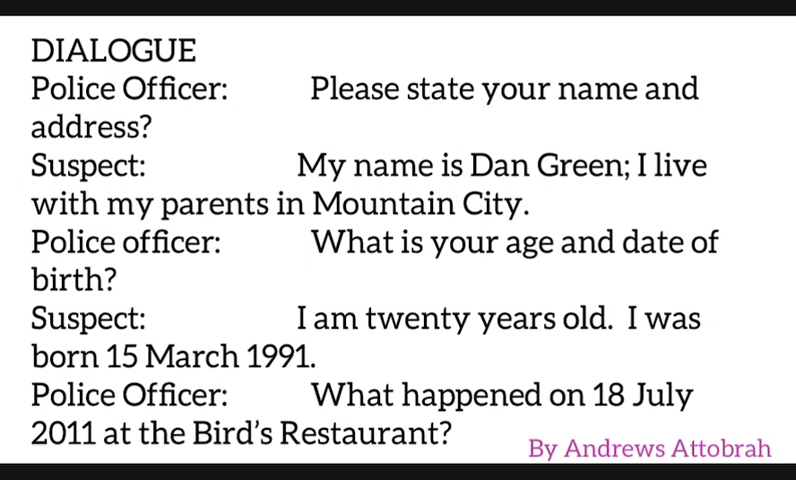 DIALOGUE
Police Officer: Please state your name and
address?
Suspect: My name is Dan Green; I live
with my parents in Mountain City.
Police officer: What is your age and date of
birth?
Suspect: I am twenty years old. I was
born 15 March 1991.
Police Officer: What happened on 18 July
2011 at the Bird's Restaurant?
By Andrews Attobrah